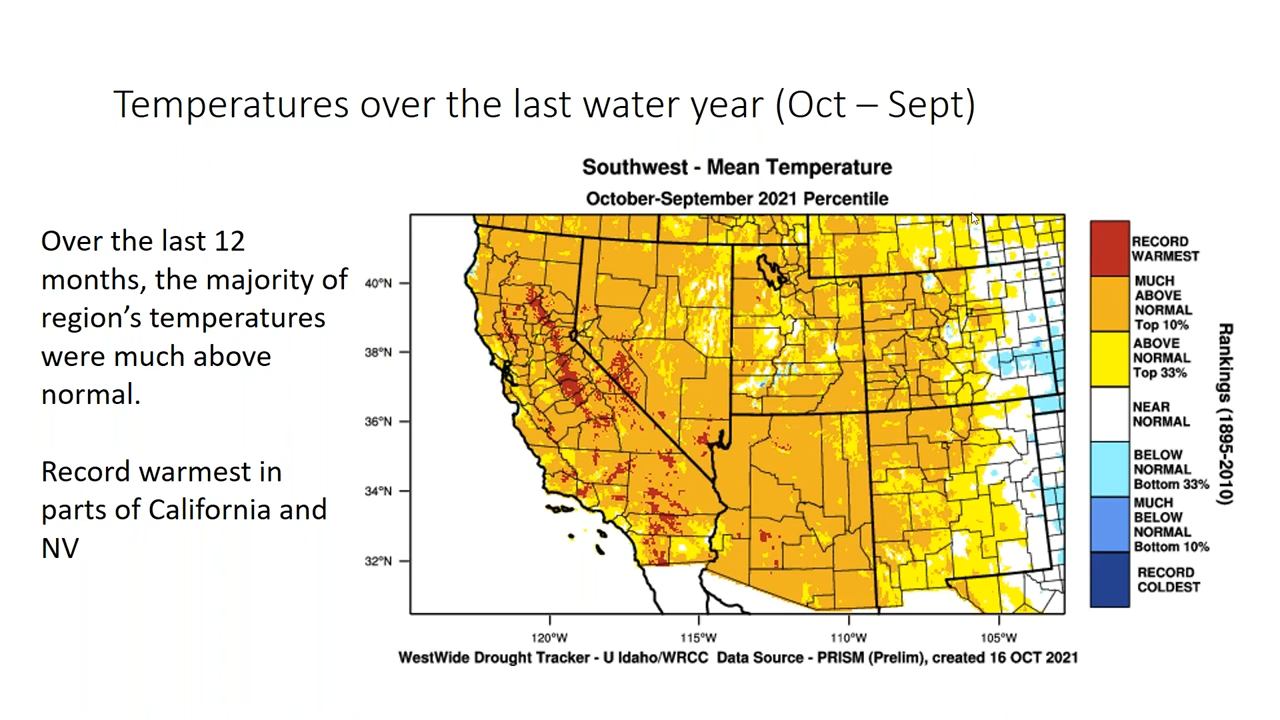 Temperatures over the last water year (Oct – Sept)
Over the last 12
months, the majority of
region's temperatures
were much above
normal.
Record warmest in
parts of California and
NV
Southwest - Mean Temperature
October-September 2021 Percentile
40°N
38°N
36°N
34°N
32°N
120°W
115°W
110°W
105°W
WestWide Drought Tracker - U Idaho/WRCC Data Source - PRISM (Prelim), created 16 OCT 2021
RECORD
WARMEST
MUCH
ABOVE
NORMAL
Top 10%
ABOVE
NORMAL
Top 33%
NEAR
NORMAL
BELOW
NORMAL
Bottom 33%
MUCH
BELOW
NORMAL
Bottom 10%
RECORD
COLDEST
Rankings (1895-2010)